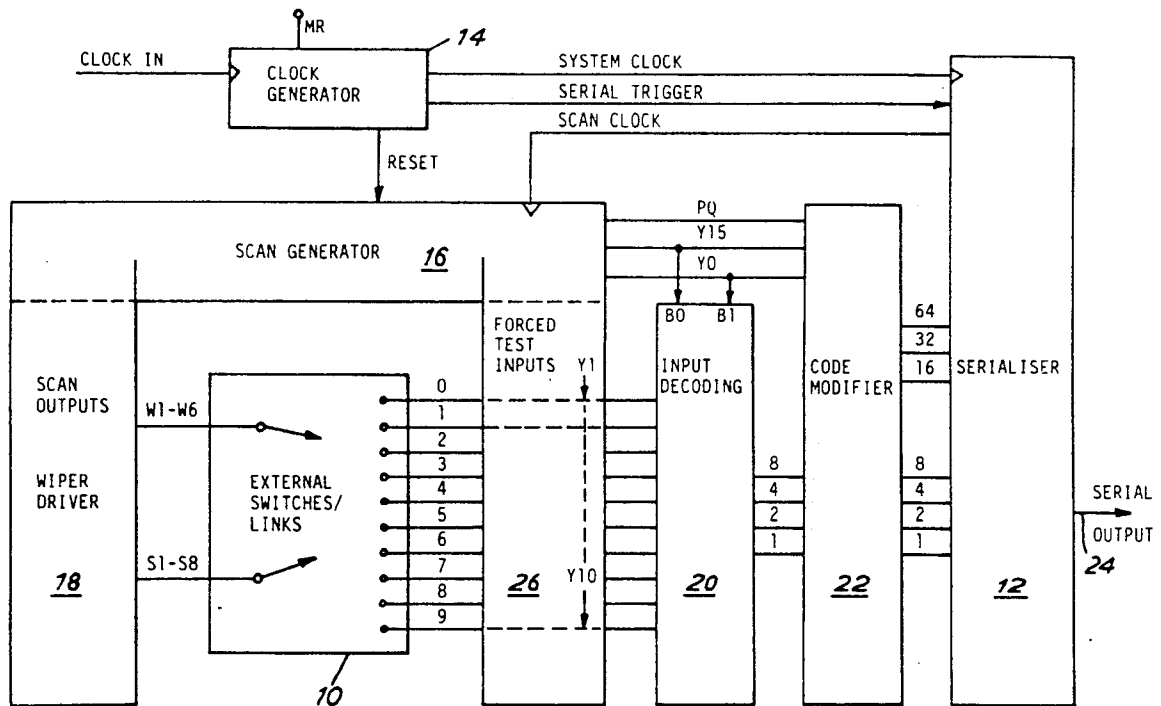 MR
14
CLOCK IN
CLOCK
GENERATOR
SYSTEM CLOCK
SERIAL TRIGGER
SCAN CLOCK
RESET
SCAN GENERATOR
16
PQ
Y15
Y0
B0 B1
SCAN
OUTPUTS
WIPER
DRIVER
18
W1-W6
S1-S8
EXTERNAL
SWITCHES/
LINKS
10
0
1
2
3
4
5
6
7
8
9
FORCED
TEST
INPUTS
Y1
Y10
26
INPUT
DECODING
20
8
4
2
1
CODE
MODIFIER
22
64
32
16
8
4
2
1
SERIALISER
12
SERIAL
OUTPUT
24